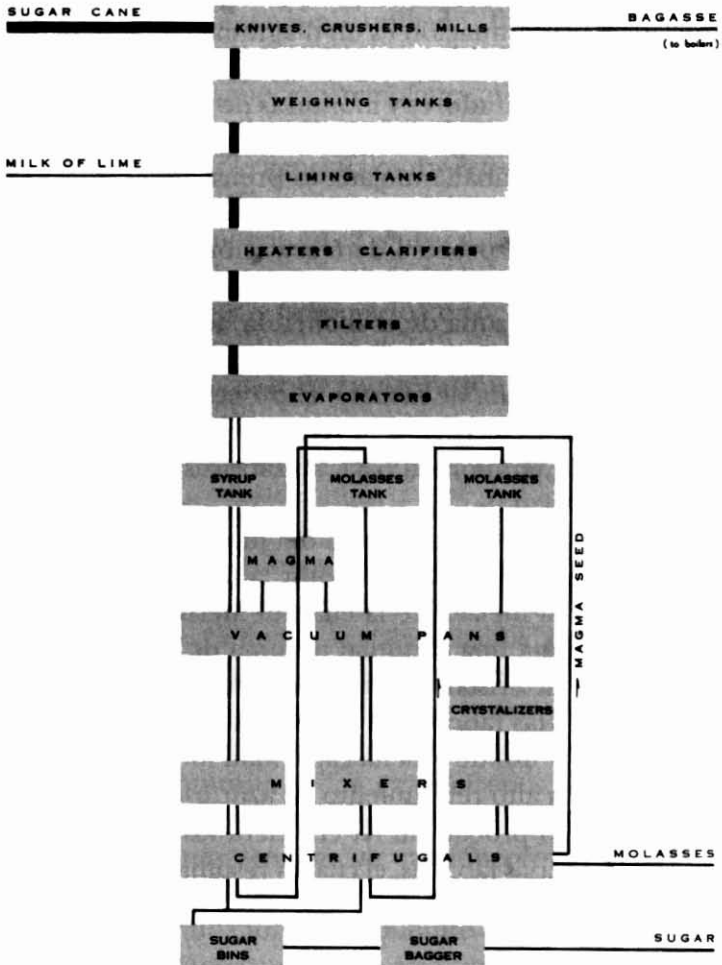 SUGAR CANE
KNIVES, CRUSHERS, MILLS
BAGASSE
(to boilers)
WEIGHING TANKS
MILK OF LIME
LIMING TANKS
HEATERS CLARIFIERS
FILTERS
EVAPORATORS
SYRUP
TANK
MOLASSES
TANK
MOLASSES
TANK
MAGMA
MAGMA SEED
VACUUM PANS
CRYSTALIZERS
MIXERS
CENTRIFUGALS
MOLASSES
SUGAR
BINS
SUGAR
BAGGER
SUGAR